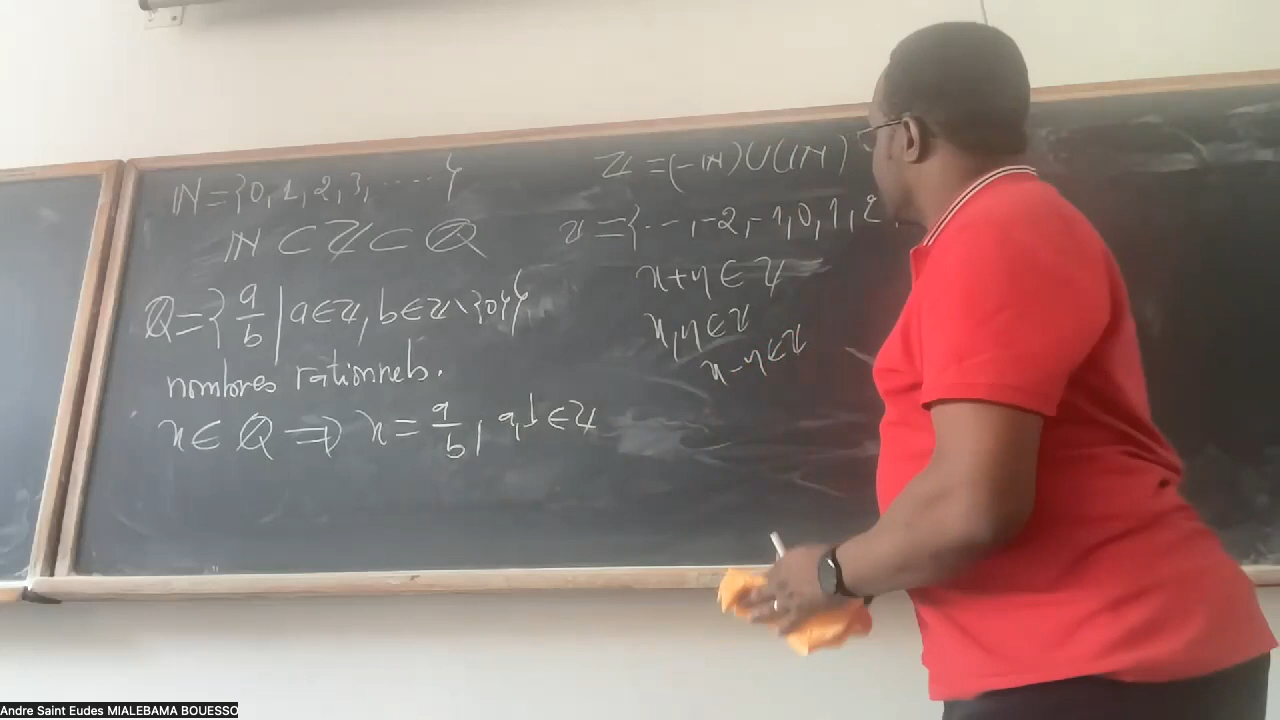 ℕ = {0, 1, 2, 3, ..... }
ℕ ⊂ ℤ ⊂ ℚ
ℚ = { a/b | a ∈ ℤ, b ∈ ℤ \ {0} },
nombres rationnels.
x ∈ ℚ ⇒ x = a/b, a, b ∈ ℤ
ℤ = (-ℕ) ∪ (ℕ)
ℤ = { ..., -2, -1, 0, 1, 2,
x + y ∈ ℤ
x, y ∈ ℤ
x - y ∈ ℤ
Andre Saint Eudes MIALEBAMA BOUESSO